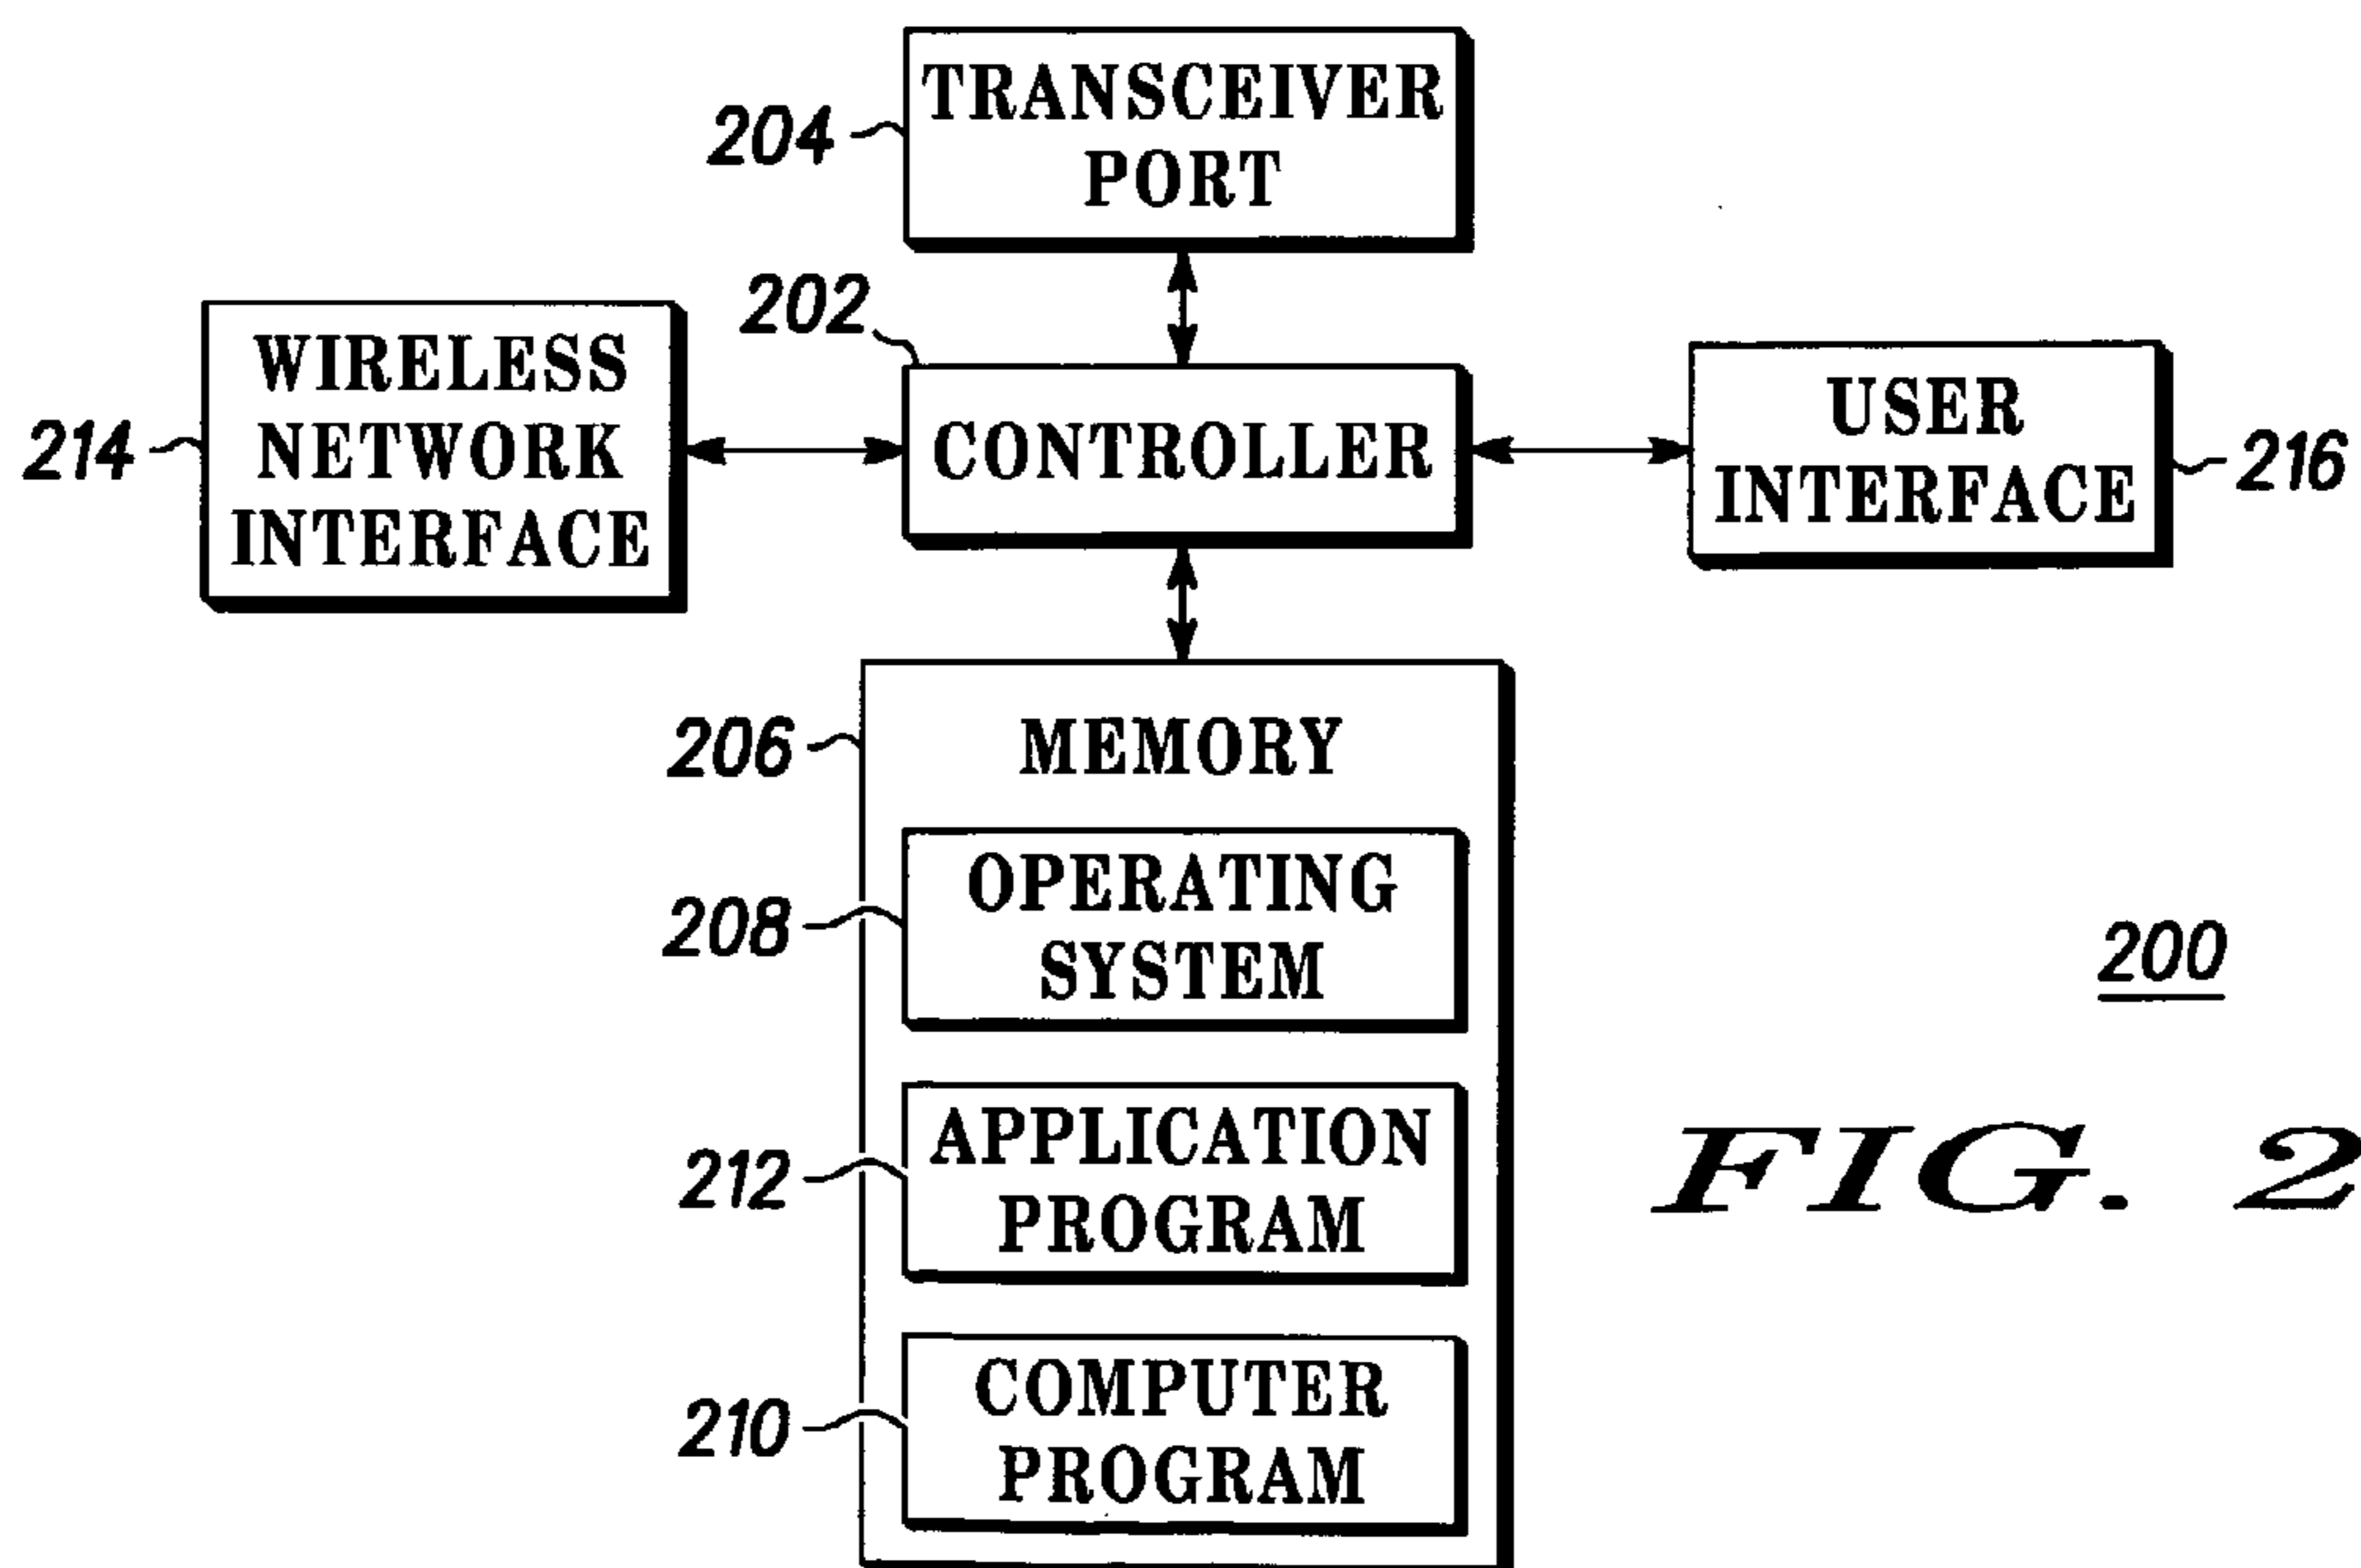 TRANSCEIVER
PORT
204
202
WIRELESS
NETWORK
INTERFACE
214
CONTROLLER
USER
INTERFACE
216
206
MEMORY
208
OPERATING
SYSTEM
200
212
APPLICATION
PROGRAM
FIG. 2
210
COMPUTER
PROGRAM